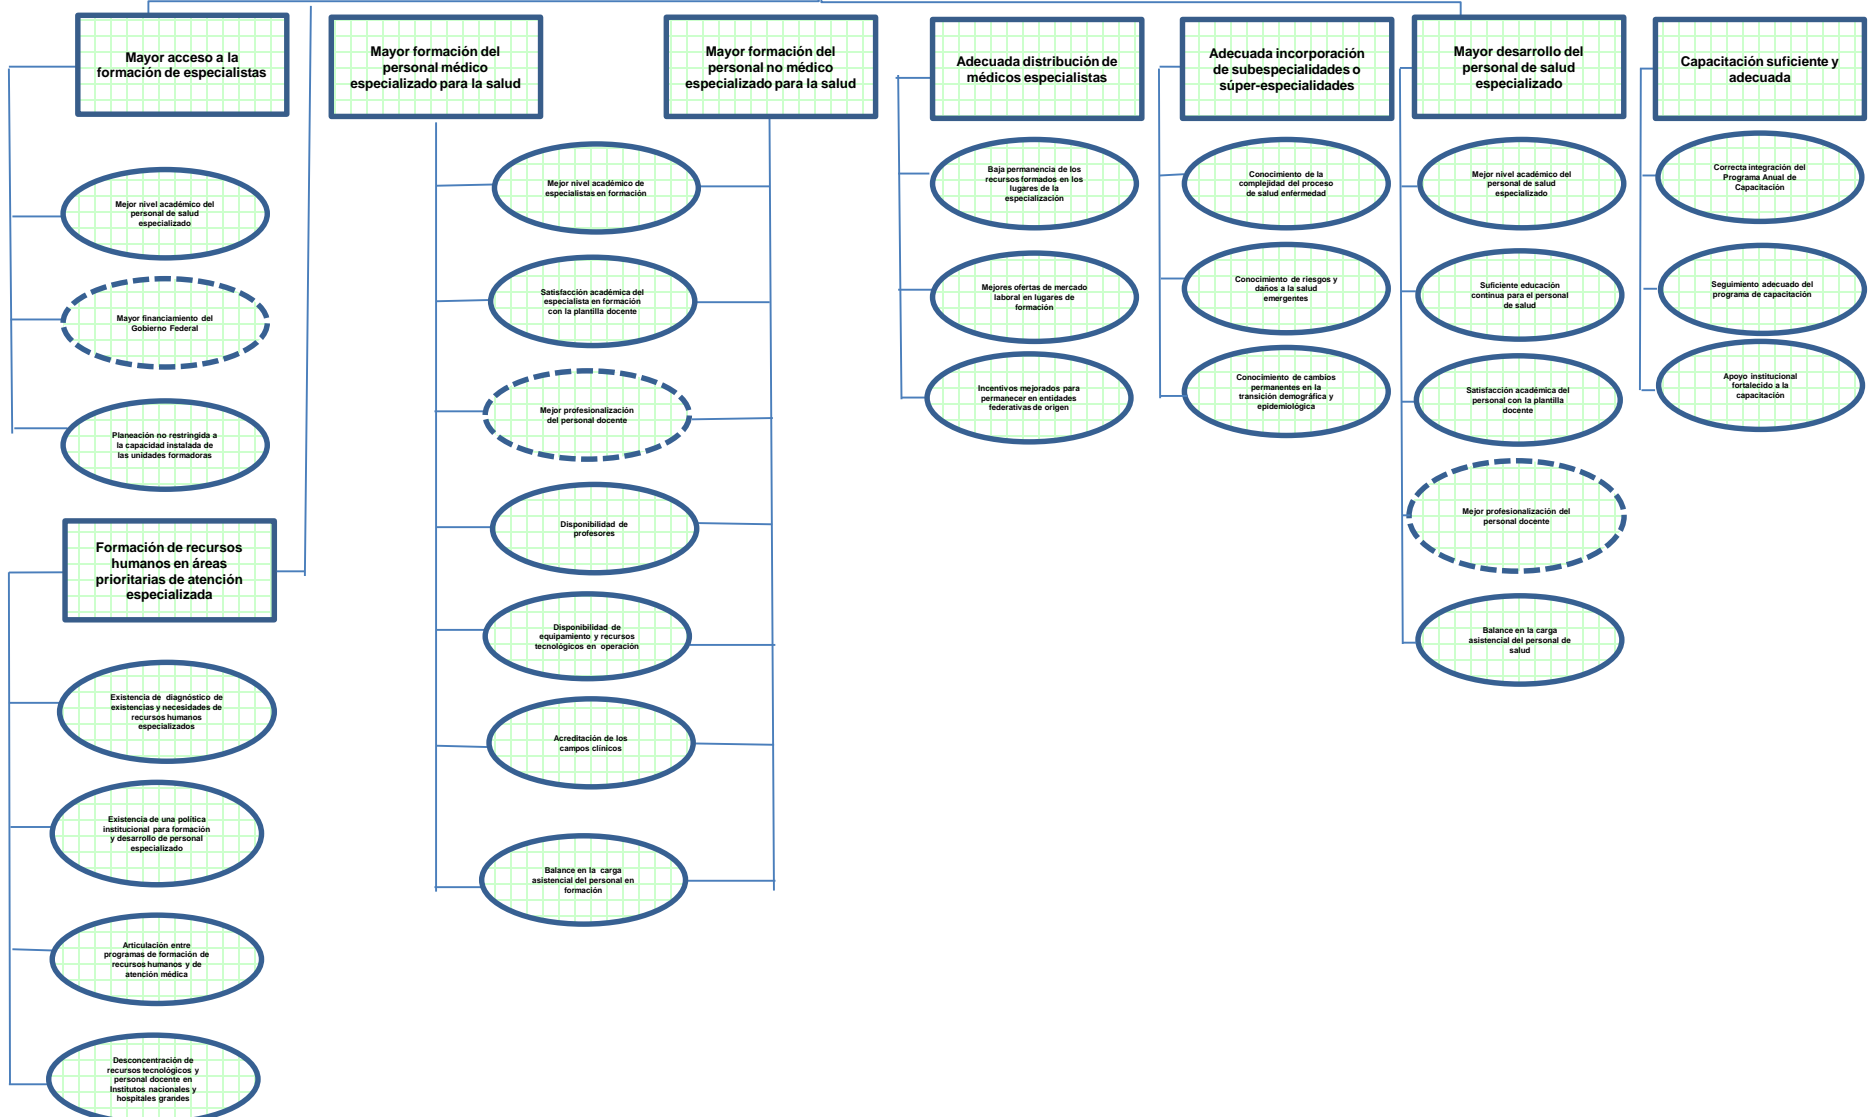 Mayor acceso a la
formación de especialistas
Mejor nivel académico del
personal de salud
especializado
Mayor financiamiento del
Gobierno Federal
Planeación no restringida a
la capacidad instalada de
las unidades formadoras
Formación de recursos
humanos en áreas
prioritarias de atención
especializada
Existencia de diagnóstico de
existencias y necesidades de
recursos humanos
especializados
Existencia de una política
institucional para formación
y desarrollo de personal
especializado
Articulación entre
programas de formación de
recursos humanos y de
atención médica
Desconcentración de
recursos tecnológicos y
personal docente en
Institutos nacionales y
hospitales grandes
Mayor formación del
personal médico
especializado para la salud
Mayor formación del
personal no médico
especializado para la salud
Mejor nivel académico de
especialistas en formación
Satisfacción académica del
especialista en formación
con la plantilla docente
Mejor profesionalización
del personal docente
Disponibilidad de
profesores
Disponibilidad de
equipamiento y recursos
tecnológicos en operación
Acreditación de los
campos clínicos
Balance en la carga
asistencial del personal en
formación
Adecuada distribución de
médicos especialistas
Baja permanencia de los
recursos formados en los
lugares de la
especialización
Mejores ofertas de mercado
laboral en lugares de
formación
Incentivos mejorados para
permanecer en entidades
federativas de origen
Adecuada incorporación
de subespecialidades o
súper-especialidades
Conocimiento de la
complejidad del proceso
de salud enfermedad
Conocimiento de riesgos y
daños a la salud
emergentes
Conocimiento de cambios
permanentes en la
transición demográfica y
epidemiológica
Mayor desarrollo del
personal de salud
especializado
Mejor nivel académico del
personal de salud
especializado
Suficiente educación
continua para el personal
de salud
Satisfacción académica del
personal con la plantilla
docente
Mejor profesionalización del
personal docente
Balance en la carga
asistencial del personal de
salud
Capacitación suficiente y
adecuada
Correcta integración del
Programa Anual de
Capacitación
Seguimiento adecuado del
programa de capacitación
Apoyo institucional
fortalecido a la
capacitación